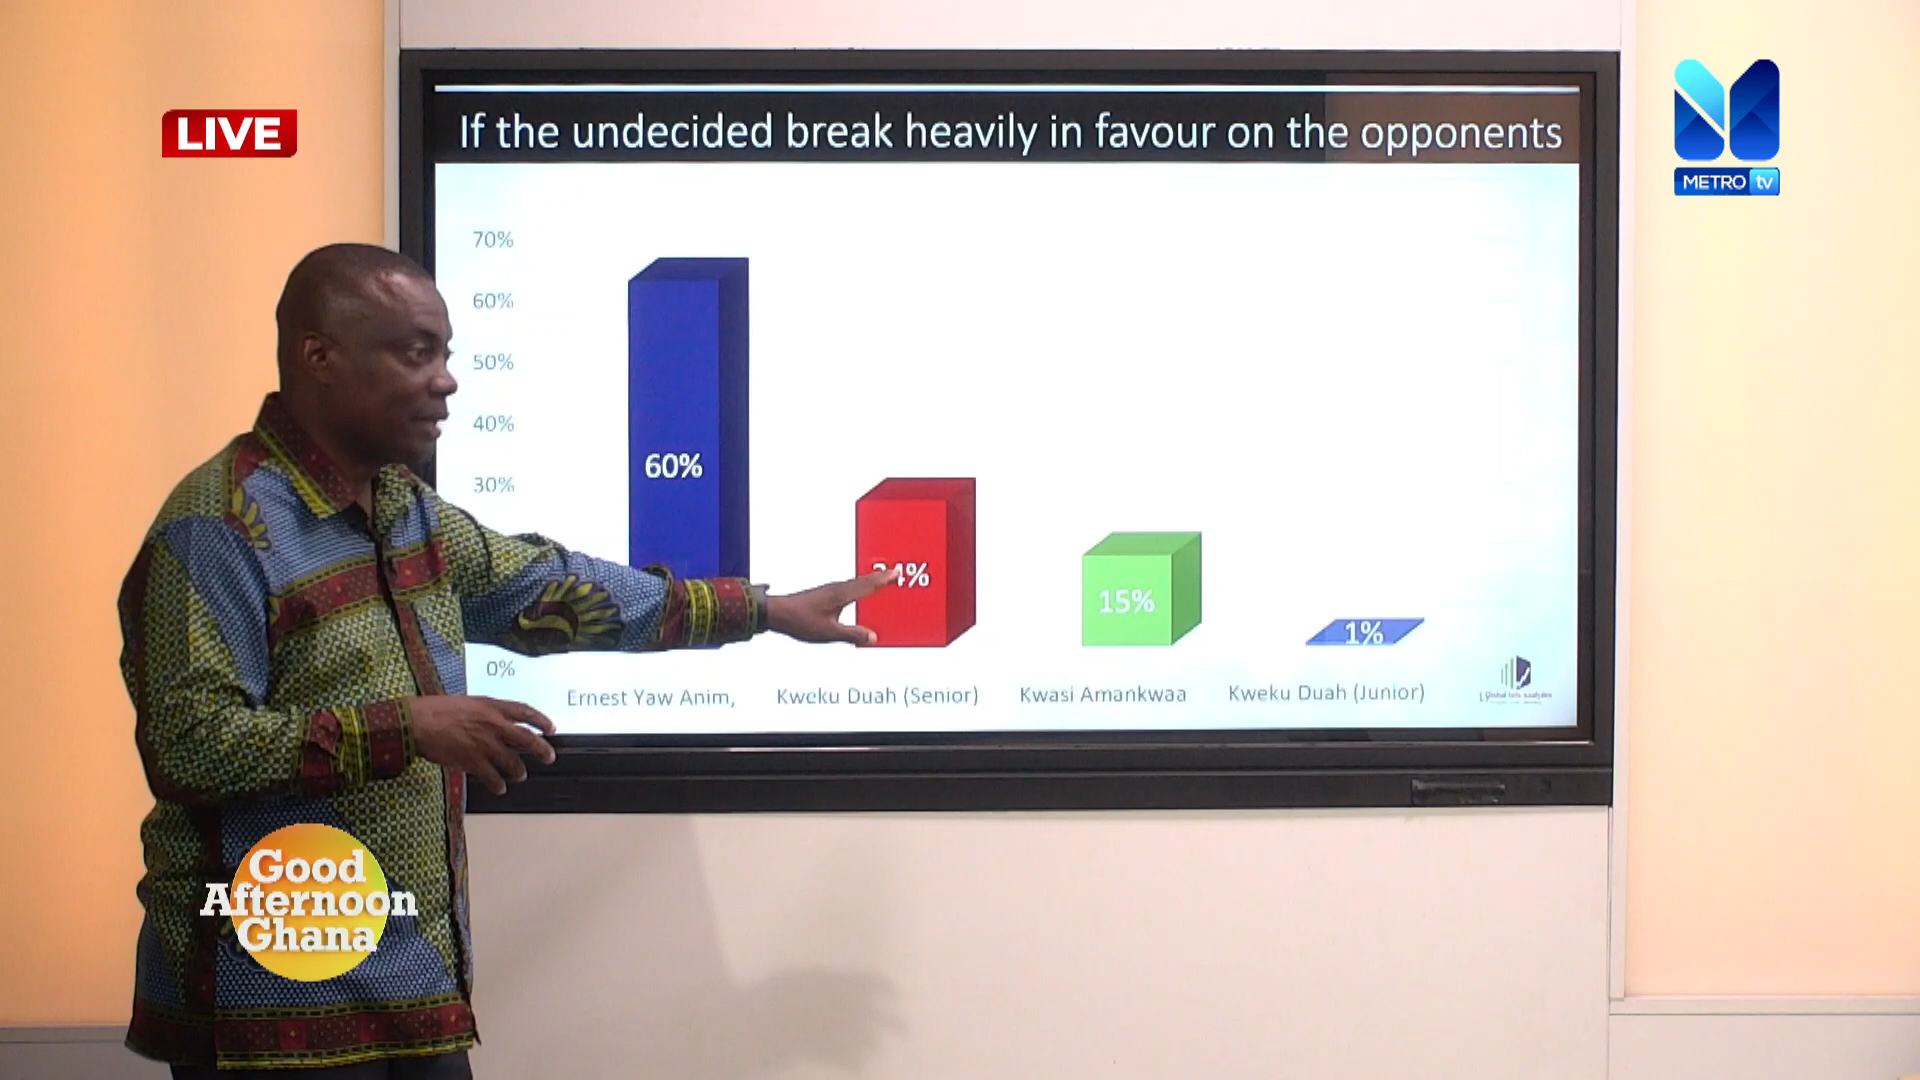 LIVE
METRO tv
If the undecided break heavily in favour on the opponents
70%
60%
50%
40%
30%
0%
60%
24%
15%
1%
Ernest Yaw Anim,
Kweku Duah (Senior)
Kwasi Amankwaa
Kweku Duah (Junior)
Good
Afternoon
Ghana